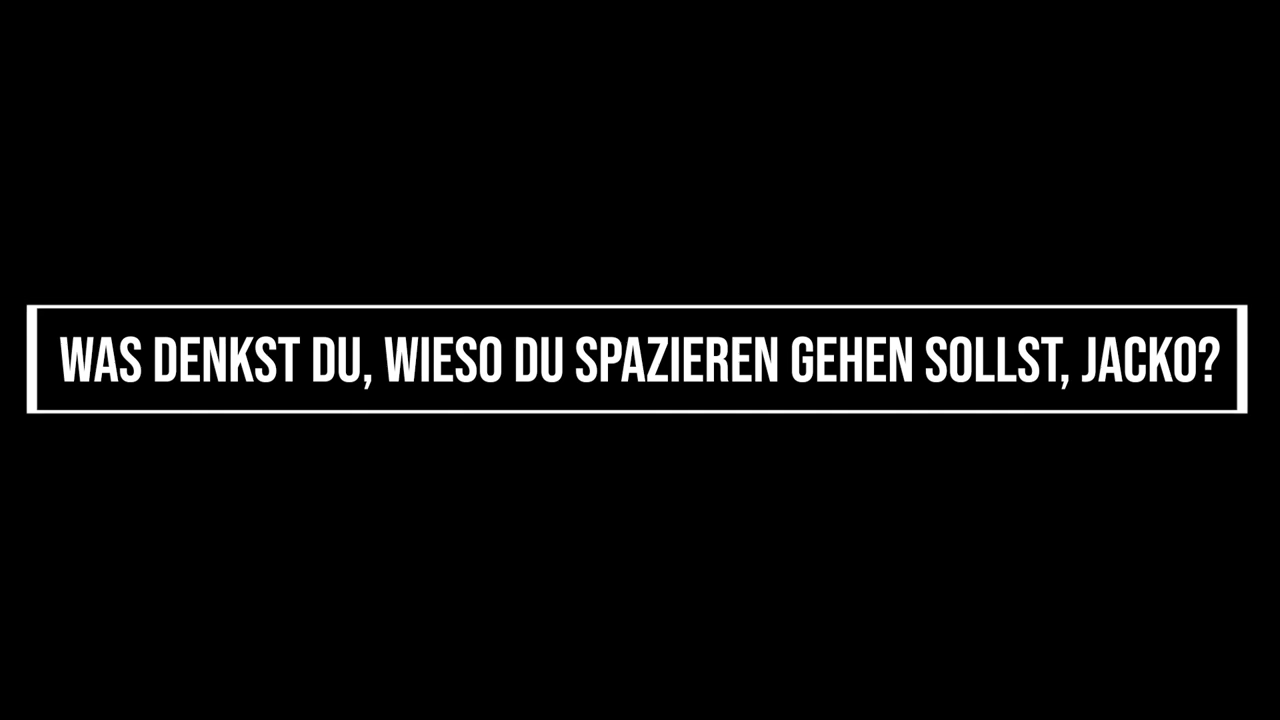 WAS DENKST DU, WIESO DU SPAZIEREN GEHEN SOLLST, JACKO?